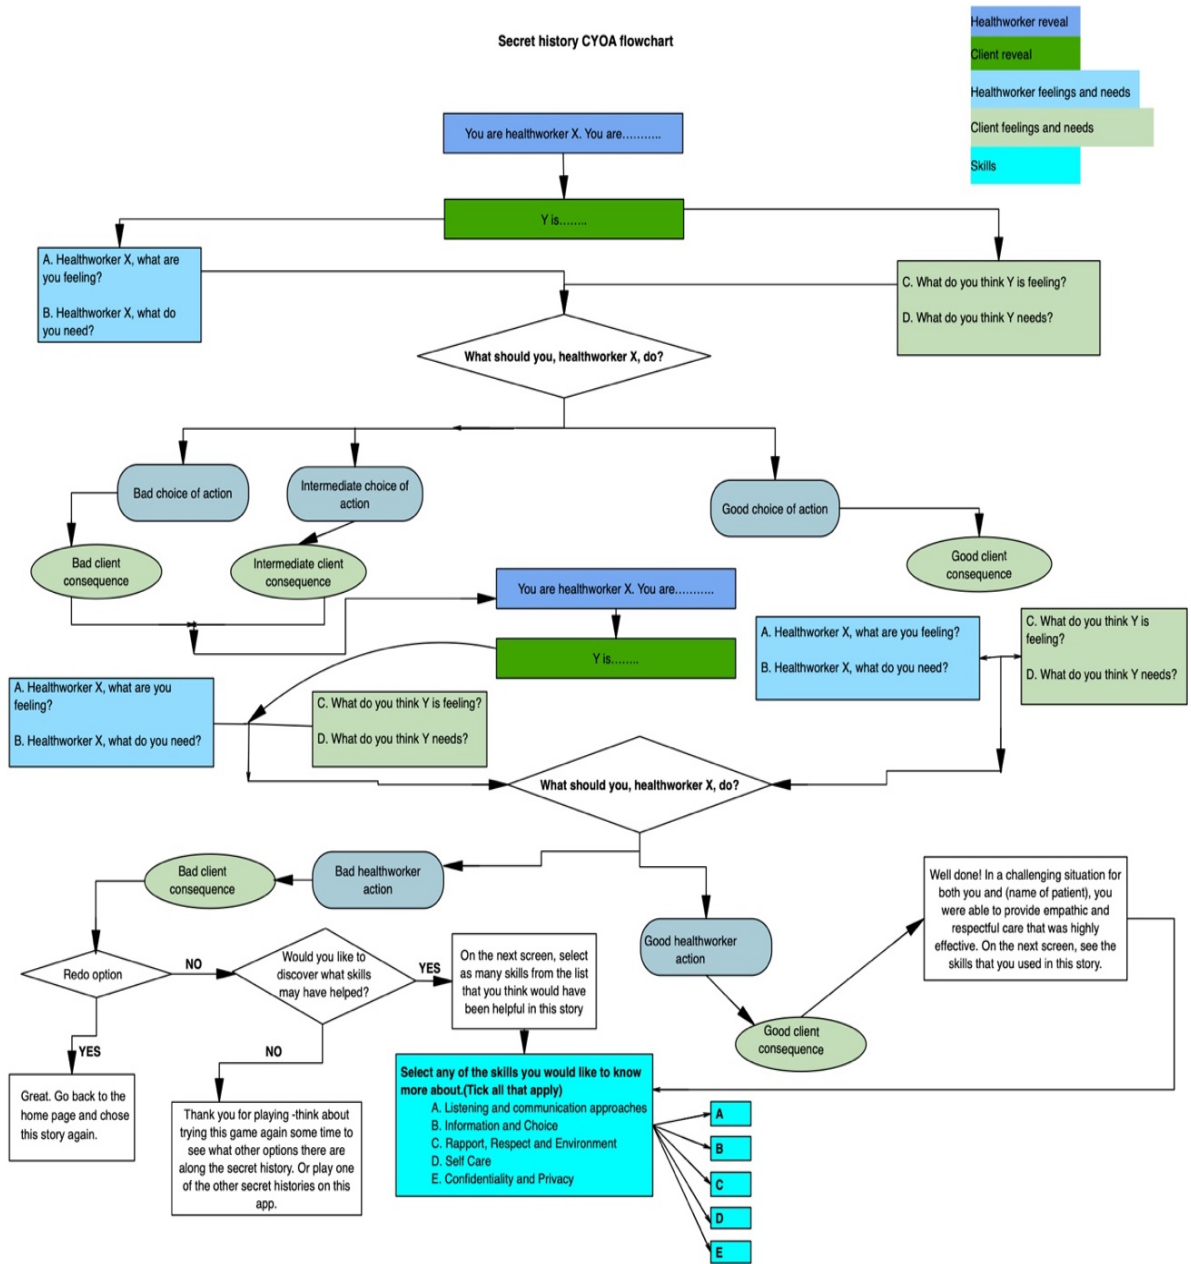 Secret history CYOA flowchart
Healthworker reveal
Client reveal
Healthworker feelings and needs
Client feelings and needs
Skills
You are healthworker X. You are...........
Y is........
A. Healthworker X, what are
you feeling?
B. Healthworker X, what do
you need?
C. What do you think Y is feeling?
D. What do you think Y needs?
What should you, healthworker X, do?
Bad choice of action
Intermediate choice of
action
Good choice of action
Bad client
consequence
Intermediate client
consequence
Good client
consequence
You are healthworker X. You are...........
Y is........
A. Healthworker X, what are you feeling?
B. Healthworker X, what do you need?
C. What do you think Y is
feeling?
D. What do you think Y needs?
A. Healthworker X, what are you
feeling?
B. Healthworker X, what do you need?
C. What do you think Y is feeling?
D. What do you think Y needs?
What should you, healthworker X, do?
Bad client
consequence
Bad healthworker
action
Good healthworker
action
Well done! In a challenging situation for
both you and (name of patient), you
were able to provide empathic and
respectful care that was highly
effective. On the next screen, see the
skills that you used in this story.
Redo option
NO
Would you like to
discover what skills
may have helped?
YES
On the next screen, select
as many skills from the list
that you think would have
been helpful in this story
Good client
consequence
YES
NO
Great. Go back to the
home page and chose
this story again.
Thank you for playing -think about
trying this game again some time to
see what other options there are
along the secret history. Or play one
of the other secret histories on this
app.
Select any of the skills you would like to know
more about.(Tick all that apply)
A. Listening and communication approaches
B. Information and Choice
C. Rapport, Respect and Environment
D. Self Care
E. Confidentiality and Privacy
A
B
C
D
E